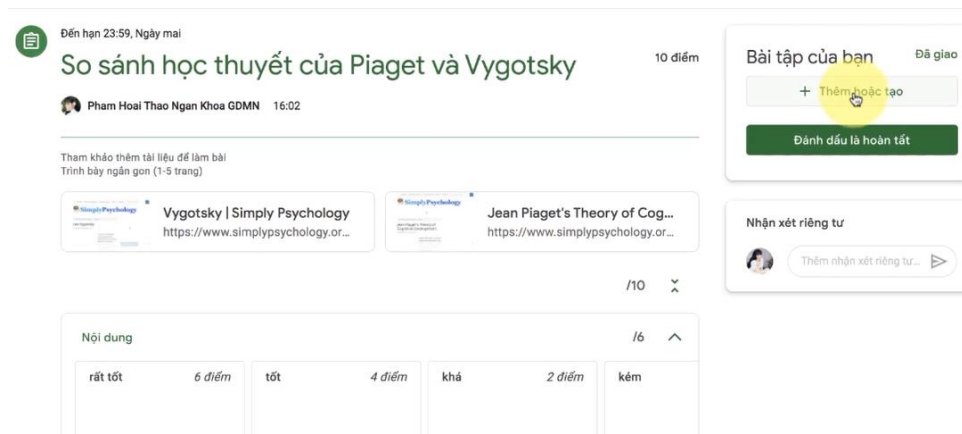 Đến hạn 23:59, Ngày mai
So sánh học thuyết của Piaget và Vygotsky
10 điểm
Pham Hoai Thao Ngan Khoa GDMN 16:02
Tham khảo thêm tài liệu để làm bài
Trình bày ngắn gọn (1-5 trang)
SimplyPsychology
Vygotsky | Simply Psychology
https://www.simplypsychology.or...
SimplyPsychology
Jean Piaget's Theory of Cog...
https://www.simplypsychology.or...
/10
Nội dung
/6
rất tốt 6 điểm
tốt 4 điểm
khá 2 điểm
kém
Bài tập của bạn
Đã giao
+ Thêm hoặc tạo
Đánh dấu là hoàn tất
Nhận xét riêng tư
Thêm nhận xét riêng tư...